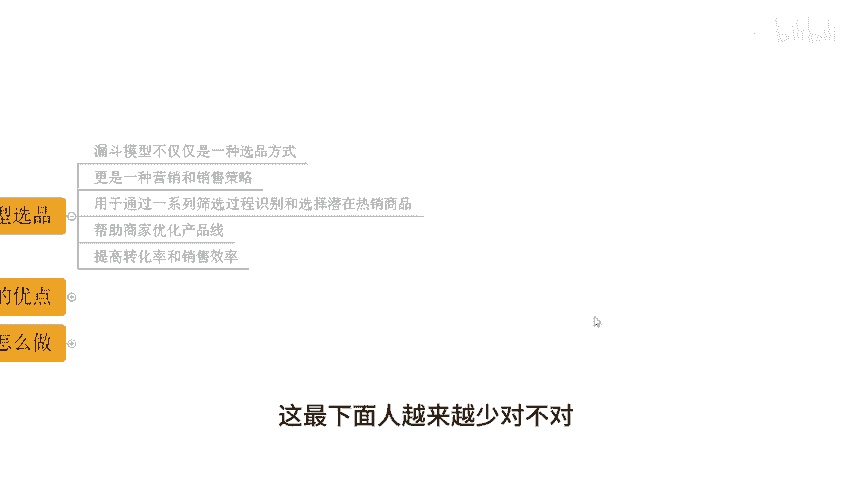 bilibili
漏斗模型不仅仅是一种选品方式
更是一种营销和销售策略
型选品
用于通过一系列筛选过程识别和选择潜在热销商品
帮助商家优化产品线
提高转化率和销售效率
的优点
怎么做
这最下面人越来越少对不对